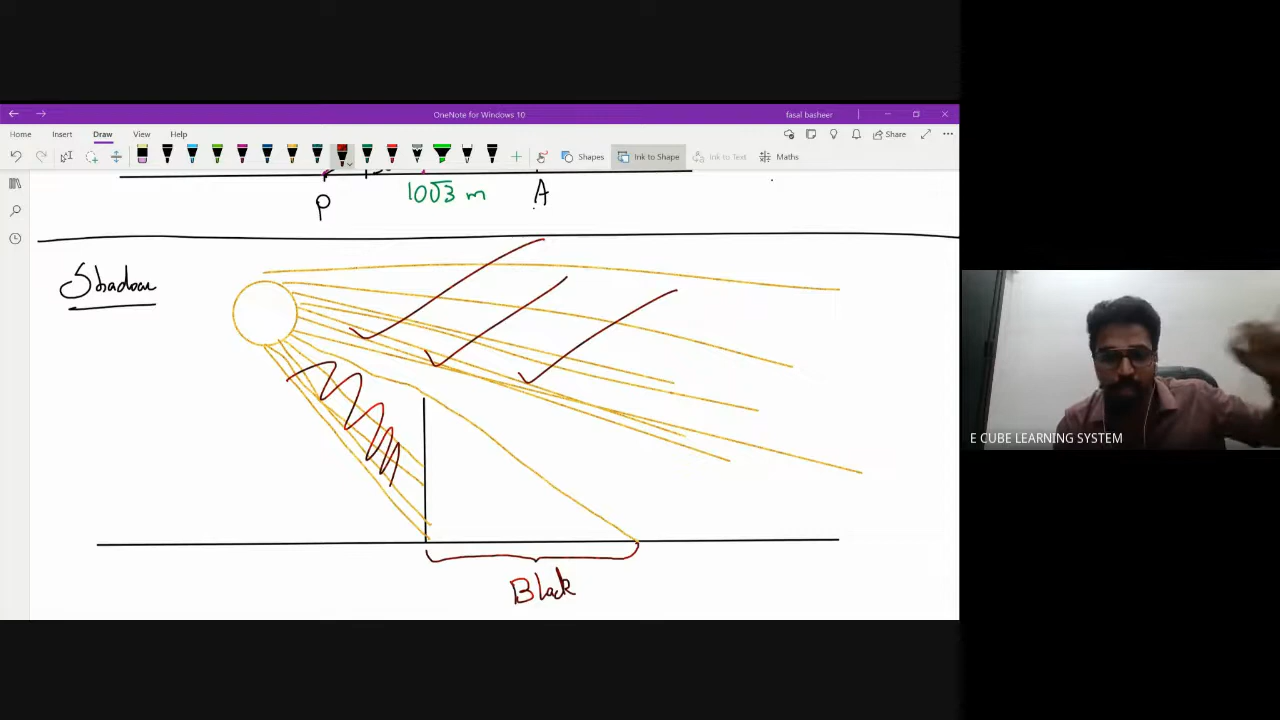 OneNote for Windows 10
fasal basheer
Home Insert Draw View Help
Share
Shapes
Ink to Shape
Ink to Text
Maths
10√3 m
P
A
Shadow
Black
E CUBE LEARNING SYSTEM